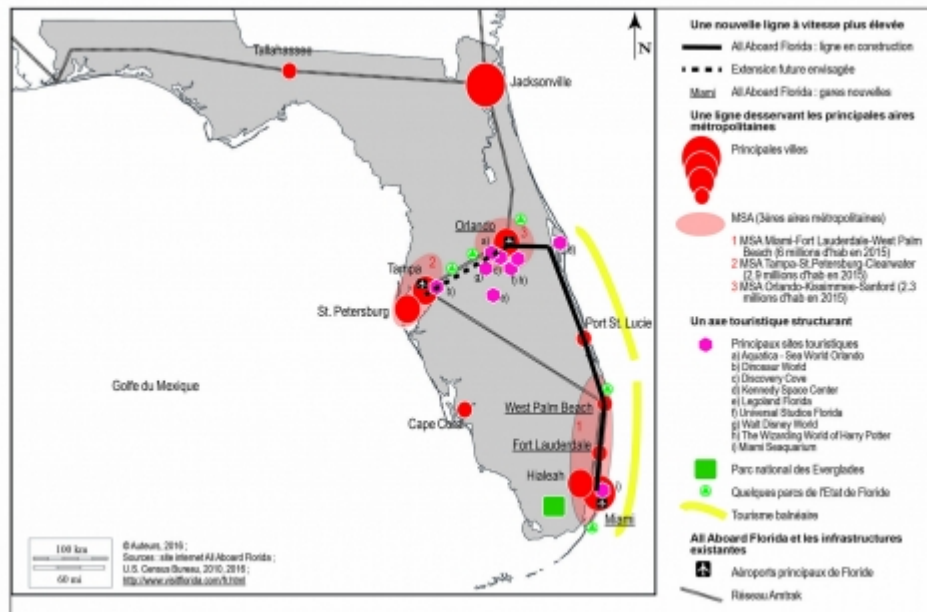 Tallahassee
Jacksonville
N
Orlando
3
a)
d)
g)
c)
f) h)
e)
Tampa
2
b)
St. Petersburg
Port St. Lucie
Golfe du Mexique
West Palm Beach
1
Cape Coral
Fort Lauderdale
Hialeah
i)
Miami
100 km
60 mi
© Auteurs, 2016 ;
Sources : site internet All Aboard Florida ;
U.S. Census Bureau, 2010, 2016 ;
http://www.visitflorida.com/fr.html
Une nouvelle ligne à vitesse plus élevée
All Aboard Florida : ligne en construction
Extension future envisagée
Miami All Aboard Florida : gares nouvelles
Une ligne desservant les principales aires
métropolitaines
Principales villes
MSA (3ères aires métropolitaines)
1 MSA Miami-Fort Lauderdale-West Palm
Beach (6 millions d'hab en 2015)
2 MSA Tampa-St.Petersburg-Clearwater
(2.9 millions d'hab en 2015)
3 MSA Orlando-Kissimmee-Sanford (2.3
millions d'hab en 2015)
Un axe touristique structurant
Principaux sites touristiques
a) Aquatica - Sea World Orlando
b) Dinosaur World
c) Discovery Cove
d) Kennedy Space Center
e) Legoland Florida
f) Universal Studios Florida
g) Walt Disney World
h) The Wizarding World of Harry Potter
i) Miami Seaquarium
Parc national des Everglades
Quelques parcs de l'Etat de Floride
Tourisme balnéaire
All Aboard Florida et les infrastructures
existantes
Aéroports principaux de Floride
Réseau Amtrak